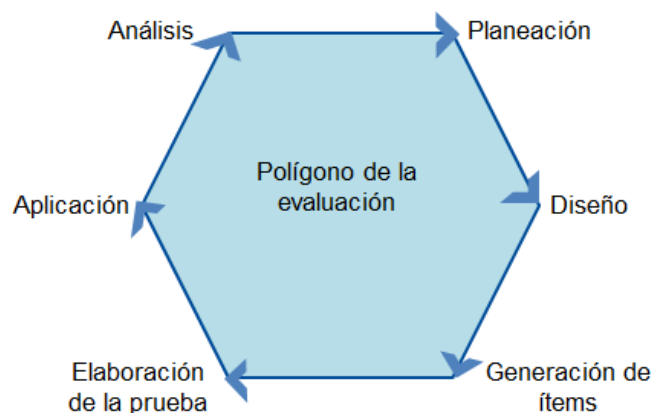 Análisis
Planeación
Polígono de la
evaluación
Aplicación
Diseño
Elaboración
de la prueba
Generación de
ítems